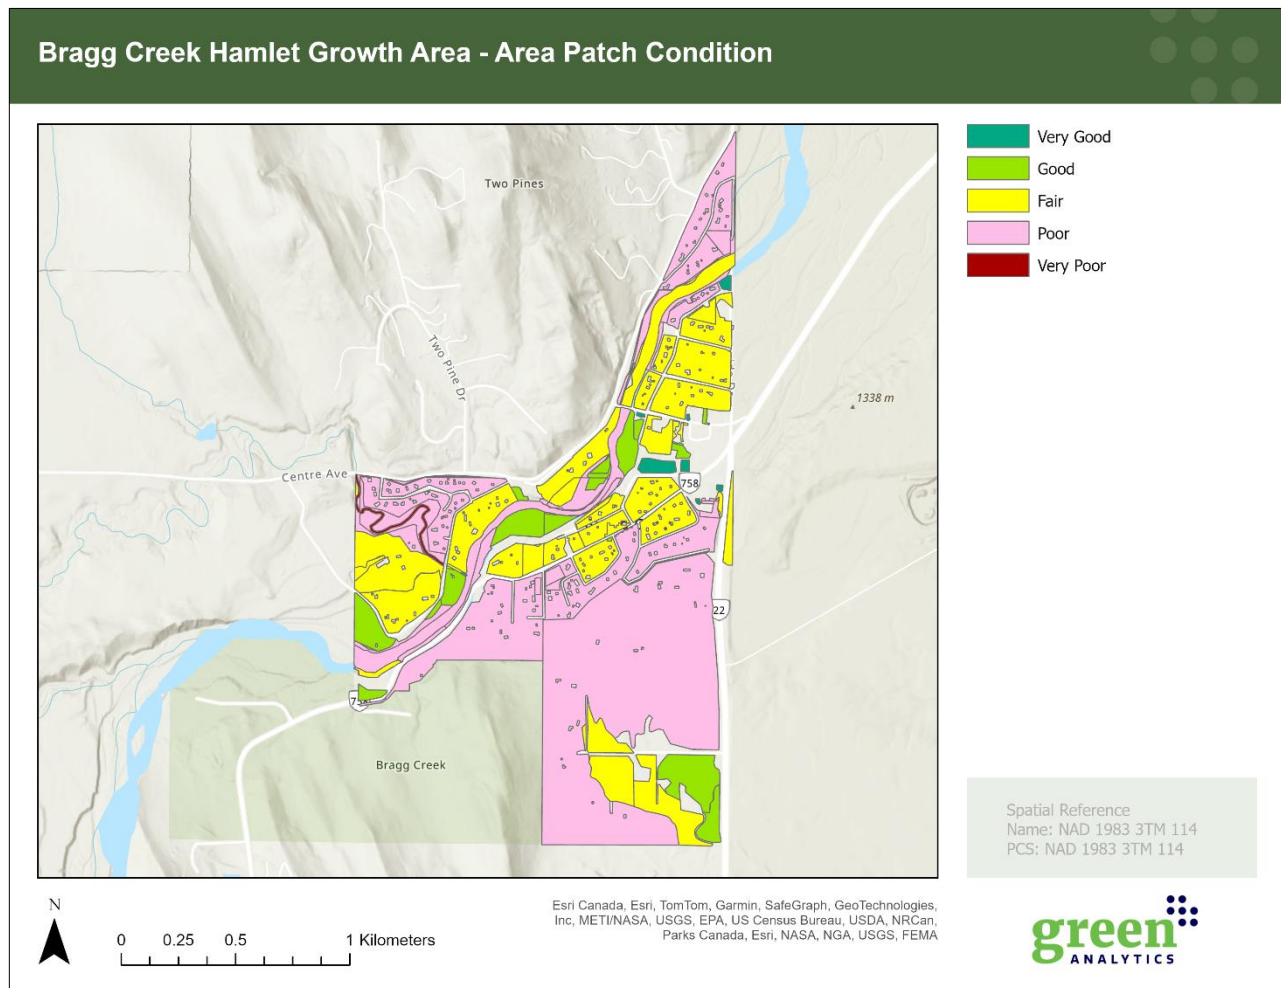 Bragg Creek Hamlet Growth Area - Area Patch Condition
Very Good
Good
Fair
Poor
Very Poor
Two Pines
Two Pine Dr
1338 m
Centre Ave
758
22
Bragg Creek
Spatial Reference
Name: NAD 1983 3TM 114
PCS: NAD 1983 3TM 114
N
0 0.25 0.5 1 Kilometers
Esri Canada, Esri, TomTom, Garmin, SafeGraph, GeoTechnologies,
Inc, METI/NASA, USGS, EPA, US Census Bureau, USDA, NRCan,
Parks Canada, Esri, NASA, NGA, USGS, FEMA
green
ANALYTICS